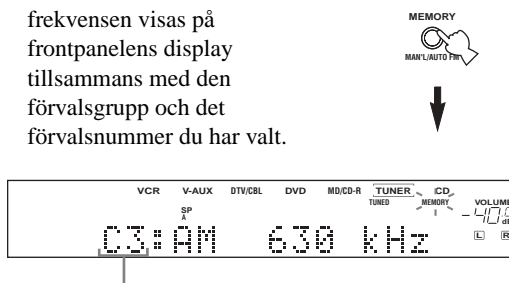 frekvensen visas på
frontpanelens display
tillsammans med den
förvalsgrupp och det
förvalsnummer du har valt.
MEMORY
MAN'L/AUTO FM
VCR V-AUX DTV/CBL DVD MD/CD-R TUNER CD
SP TUNED MEMORY VOLUME
A
C3:AM 630 kHz
L R